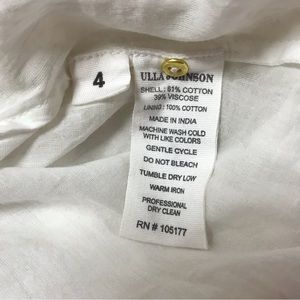 4
ULLA JOHNSON
SHELL: 61% COTTON
39% VISCOSE
LINING: 100% COTTON
MADE IN INDIA
MACHINE WASH COLD
WITH LIKE COLORS
GENTLE CYCLE
DO NOT BLEACH
TUMBLE DRY LOW
WARM IRON
PROFESSIONAL
DRY CLEAN
RN # 105177